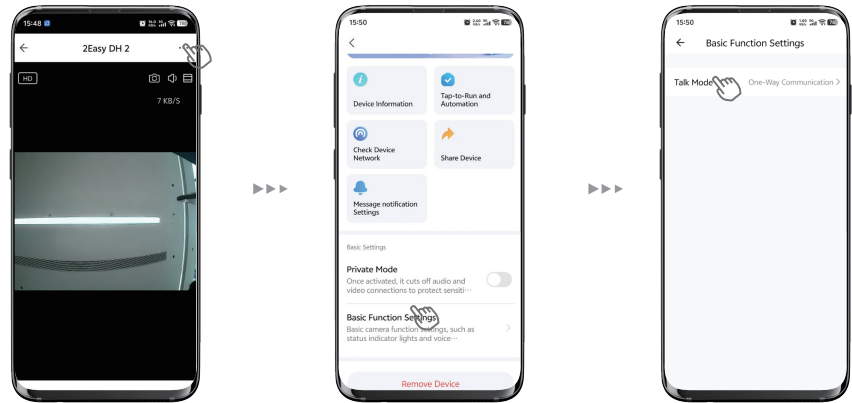 15:48
2Easy DH 2
HD
7 KB/S
15:50
Device Information
Tap-to-Run and
Automation
Check Device
Network
Share Device
Message notification
Settings
Basic Settings
Private Mode
Once activated, it cuts off audio and
video connections to protect sensiti···
Basic Function Settings
Basic camera function settings, such as
status indicator lights and voice···
Remove Device
15:50
Basic Function Settings
Talk Mode
One-Way Communication